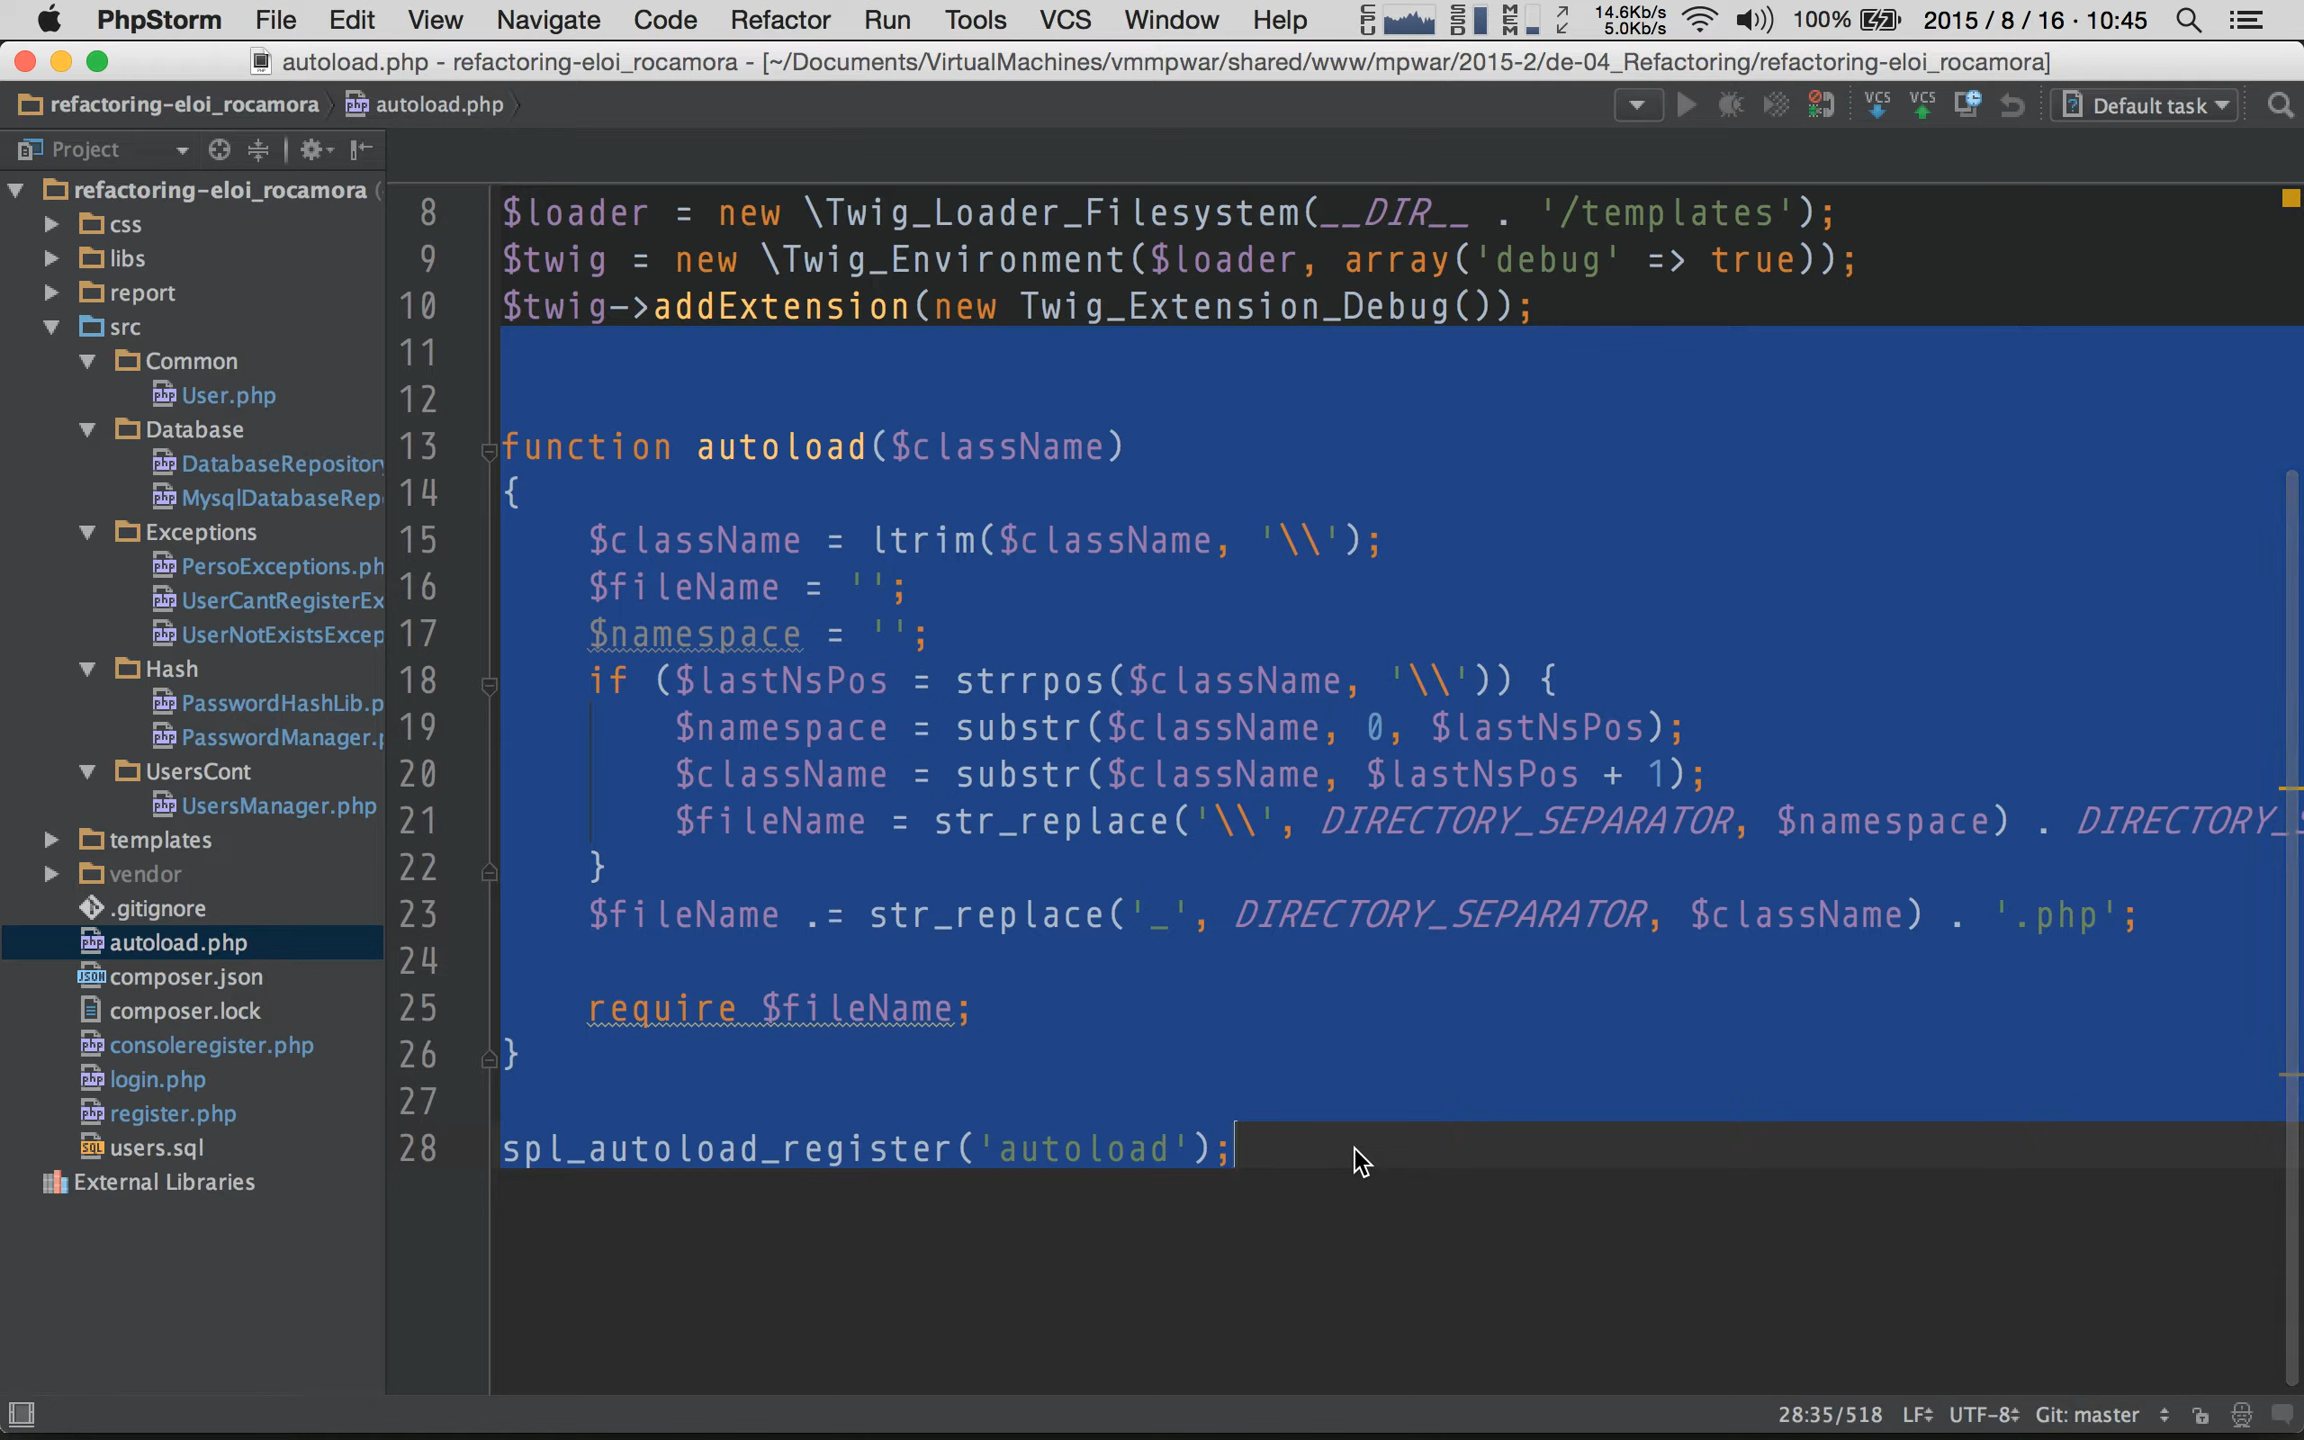 PhpStorm File Edit View Navigate Code Refactor Run Tools VCS Window Help CPU SSD MEM 14.6Kb/s 5.0Kb/s 100% 2015 / 8 / 16 · 10:45
autoload.php - refactoring-eloi_rocamora - [~/Documents/VirtualMachines/vmmpwar/shared/www/mpwar/2015-2/de-04_Refactoring/refactoring-eloi_rocamora]
refactoring-eloi_rocamora autoload.php VCS VCS Default task
Project
refactoring-eloi_rocamora (
css
libs
report
src
Common
User.php
Database
DatabaseRepository
MysqlDatabaseRep
Exceptions
PersoExceptions.ph
UserCantRegisterEx
UserNotExistsExcep
Hash
PasswordHashLib.p
PasswordManager.p
UsersCont
UsersManager.php
templates
vendor
.gitignore
autoload.php
composer.json
composer.lock
consoleregister.php
login.php
register.php
users.sql
External Libraries
8 $loader = new \Twig_Loader_Filesystem(__DIR__ . '/templates');
9 $twig = new \Twig_Environment($loader, array('debug' => true));
10 $twig->addExtension(new Twig_Extension_Debug());
11
12
13 function autoload($className)
14 {
15 $className = ltrim($className, '\\');
16 $fileName = '';
17 $namespace = '';
18 if ($lastNsPos = strrpos($className, '\\')) {
19 $namespace = substr($className, 0, $lastNsPos);
20 $className = substr($className, $lastNsPos + 1);
21 $fileName = str_replace('\\', DIRECTORY_SEPARATOR, $namespace) . DIRECTORY_S
22 }
23 $fileName .= str_replace('_', DIRECTORY_SEPARATOR, $className) . '.php';
24
25 require $fileName;
26 }
27
28 spl_autoload_register('autoload');
28:35/518 LF UTF-8 Git: master